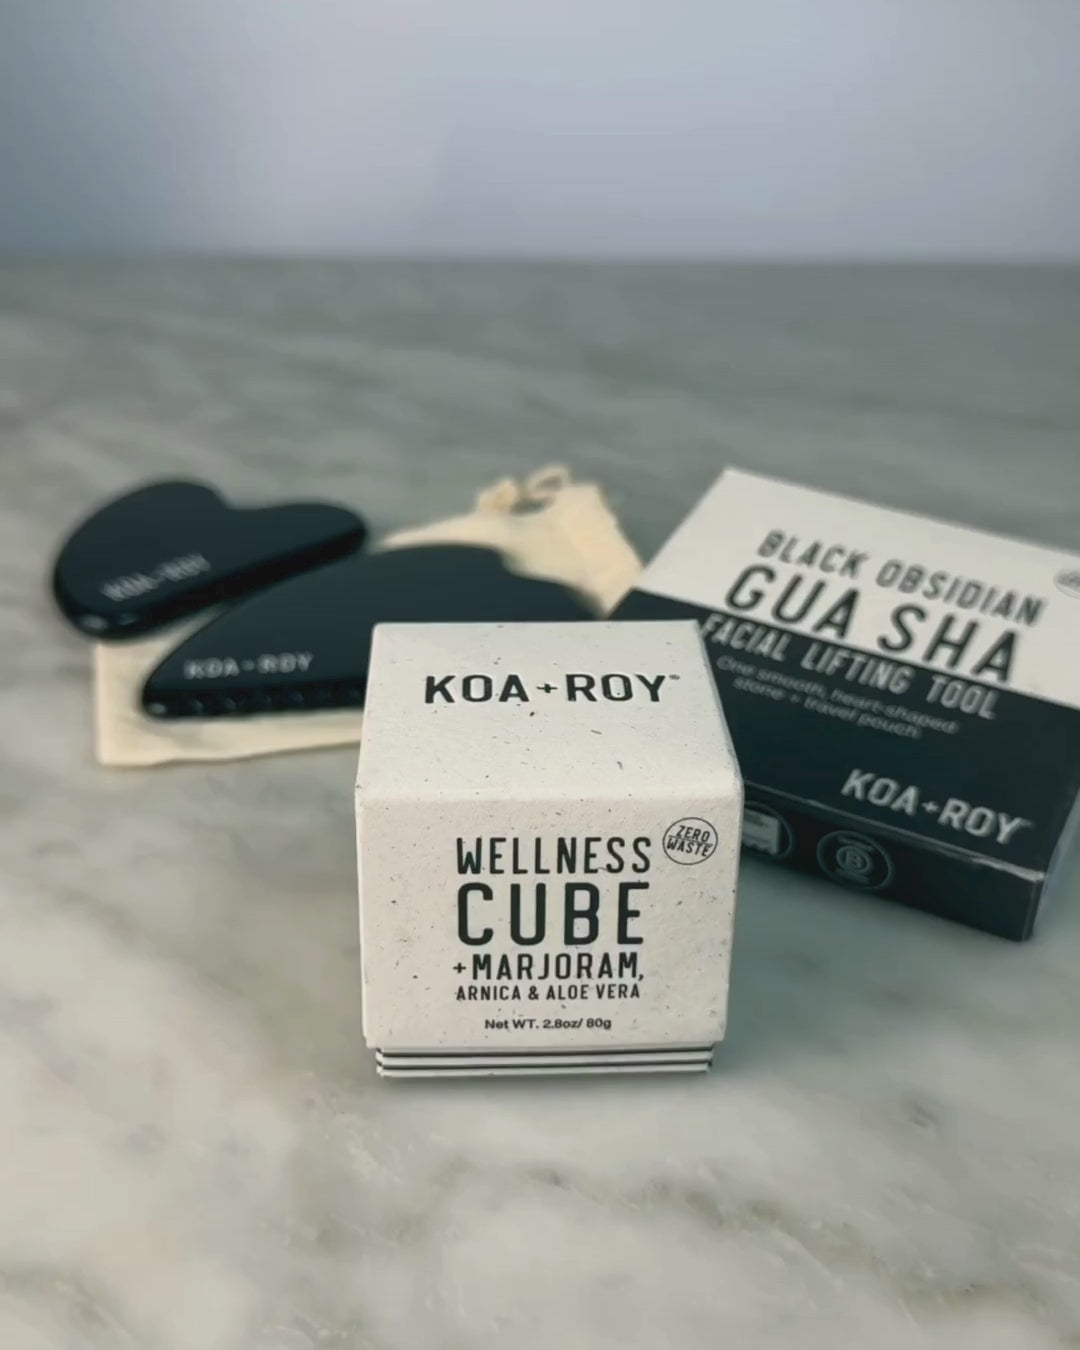 KOA+ROY®
WELLNESS
CUBE
+MARJORAM,
ARNICA & ALOE VERA
Net WT. 2.8oz/ 80g
ZERO
WASTE
KOA+ROY
KOA+ROY
BLACK OBSIDIAN
GUA SHA
FACIAL LIFTING TOOL
One smooth, heart-shaped
stone + travel pouch
KOA+ROY
B